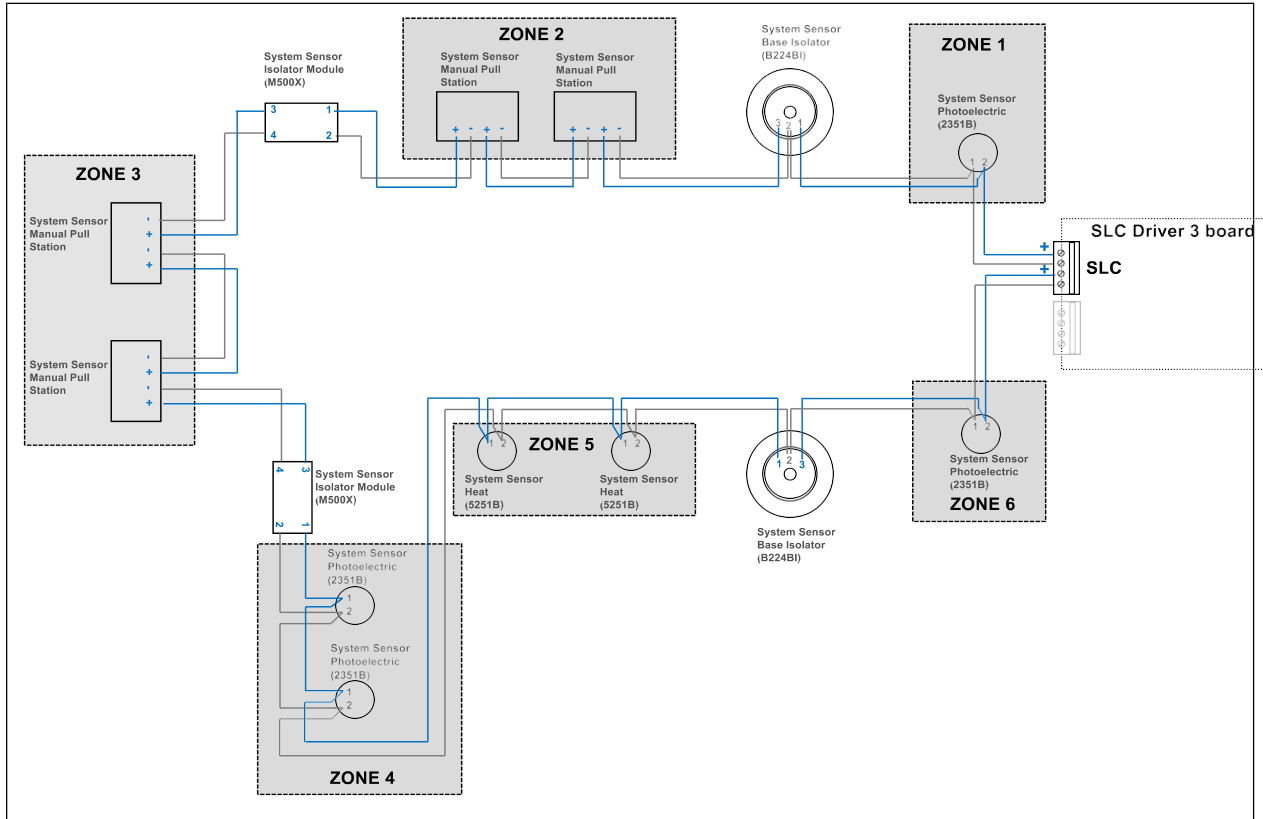 ZONE 2
System Sensor
Manual Pull
Station
System Sensor
Manual Pull
Station
+ - + -
+ - + -
System Sensor
Isolator Module
(M500X)
3 1
4 2
System Sensor
Base Isolator
(B224BI)
3 2 1
ZONE 1
System Sensor
Photoelectric
(2351B)
1 2
ZONE 3
System Sensor
Manual Pull
Station
-
+
-
+
System Sensor
Manual Pull
Station
-
+
-
+
SLC Driver 3 board
+
+
SLC
4 3
2 1
System Sensor
Isolator Module
(M500X)
ZONE 5
1 2
1 2
System Sensor
Heat
(5251B)
System Sensor
Heat
(5251B)
1 2 3
System Sensor
Base Isolator
(B224BI)
1 2
System Sensor
Photoelectric
(2351B)
ZONE 6
System Sensor
Photoelectric
(2351B)
1
2
System Sensor
Photoelectric
(2351B)
1
2
ZONE 4